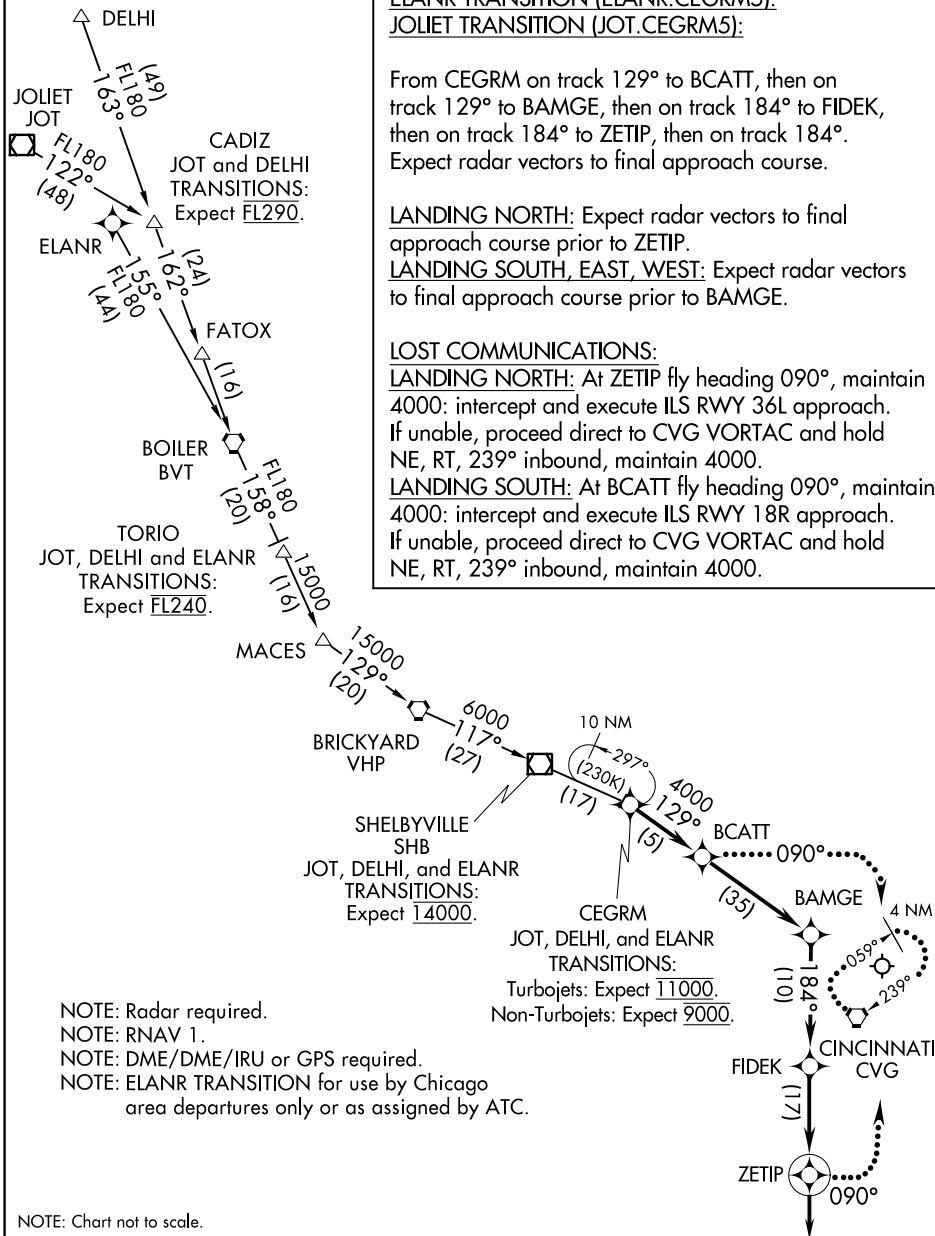 ELANR TRANSITION (ELANR.CEGRM5):
JOLIET TRANSITION (JOT.CEGRM5):
From CEGRM on track 129° to BCATT, then on
track 129° to BAMGE, then on track 184° to FIDEK,
then on track 184° to ZETIP, then on track 184°.
Expect radar vectors to final approach course.
LANDING NORTH: Expect radar vectors to final
approach course prior to ZETIP.
LANDING SOUTH, EAST, WEST: Expect radar vectors
to final approach course prior to BAMGE.
LOST COMMUNICATIONS:
LANDING NORTH: At ZETIP fly heading 090°, maintain
4000: intercept and execute ILS RWY 36L approach.
If unable, proceed direct to CVG VORTAC and hold
NE, RT, 239° inbound, maintain 4000.
LANDING SOUTH: At BCATT fly heading 090°, maintain
4000: intercept and execute ILS RWY 18R approach.
If unable, proceed direct to CVG VORTAC and hold
NE, RT, 239° inbound, maintain 4000.
DELHI
(49)
FL180
163°
JOLIET
JOT
FL180
122°
(48)
CADIZ
JOT and DELHI
TRANSITIONS:
Expect FL290.
ELANR
155°
FL180
(44)
(24)
162°
FATOX
(16)
BOILER
BVT
FL180
158°
(20)
TORIO
JOT, DELHI and ELANR
TRANSITIONS:
Expect FL240.
15000
(16)
MACES
15000
129°
(20)
BRICKYARD
VHP
6000
117°
(27)
10 NM
297°
(230K)
(17)
SHELBYVILLE
SHB
JOT, DELHI, and ELANR
TRANSITIONS:
Expect 14000.
4000
129°
(5)
BCATT
090°
CEGRM
JOT, DELHI, and ELANR
TRANSITIONS:
Turbojets: Expect 11000.
Non-Turbojets: Expect 9000.
(35)
BAMGE
4 NM
059°
239°
184°
(10)
CINCINNATI
CVG
FIDEK
(17)
ZETIP
090°
NOTE: Radar required.
NOTE: RNAV 1.
NOTE: DME/DME/IRU or GPS required.
NOTE: ELANR TRANSITION for use by Chicago
area departures only or as assigned by ATC.
NOTE: Chart not to scale.